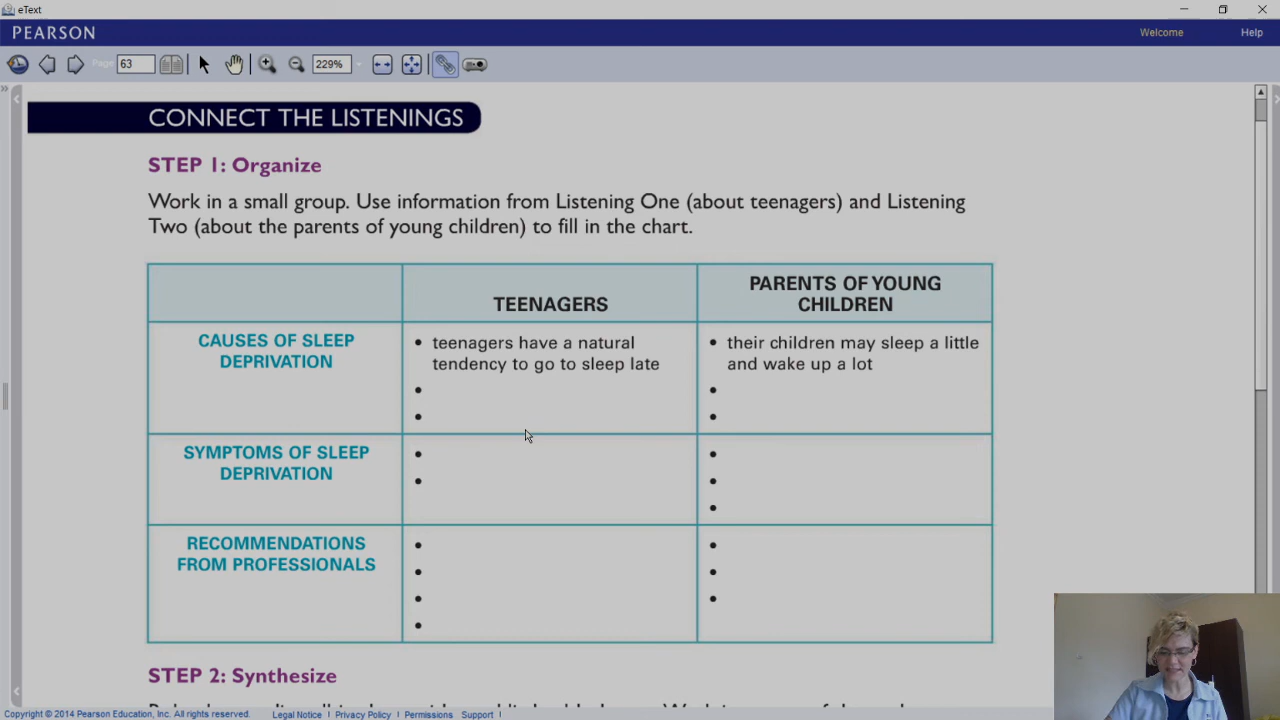 eText
PEARSON
Welcome
Help
Page 63
229%
CONNECT THE LISTENINGS
STEP 1: Organize
Work in a small group. Use information from Listening One (about teenagers) and Listening
Two (about the parents of young children) to fill in the chart.
TEENAGERS
PARENTS OF YOUNG
CHILDREN
CAUSES OF SLEEP
DEPRIVATION
• teenagers have a natural
tendency to go to sleep late
•
•
• their children may sleep a little
and wake up a lot
•
•
SYMPTOMS OF SLEEP
DEPRIVATION
•
•
•
•
•
RECOMMENDATIONS
FROM PROFESSIONALS
•
•
•
•
•
•
•
STEP 2: Synthesize
Copyright © 2014 Pearson Education, Inc. All rights reserved. Legal Notice | Privacy Policy | Permissions Support |